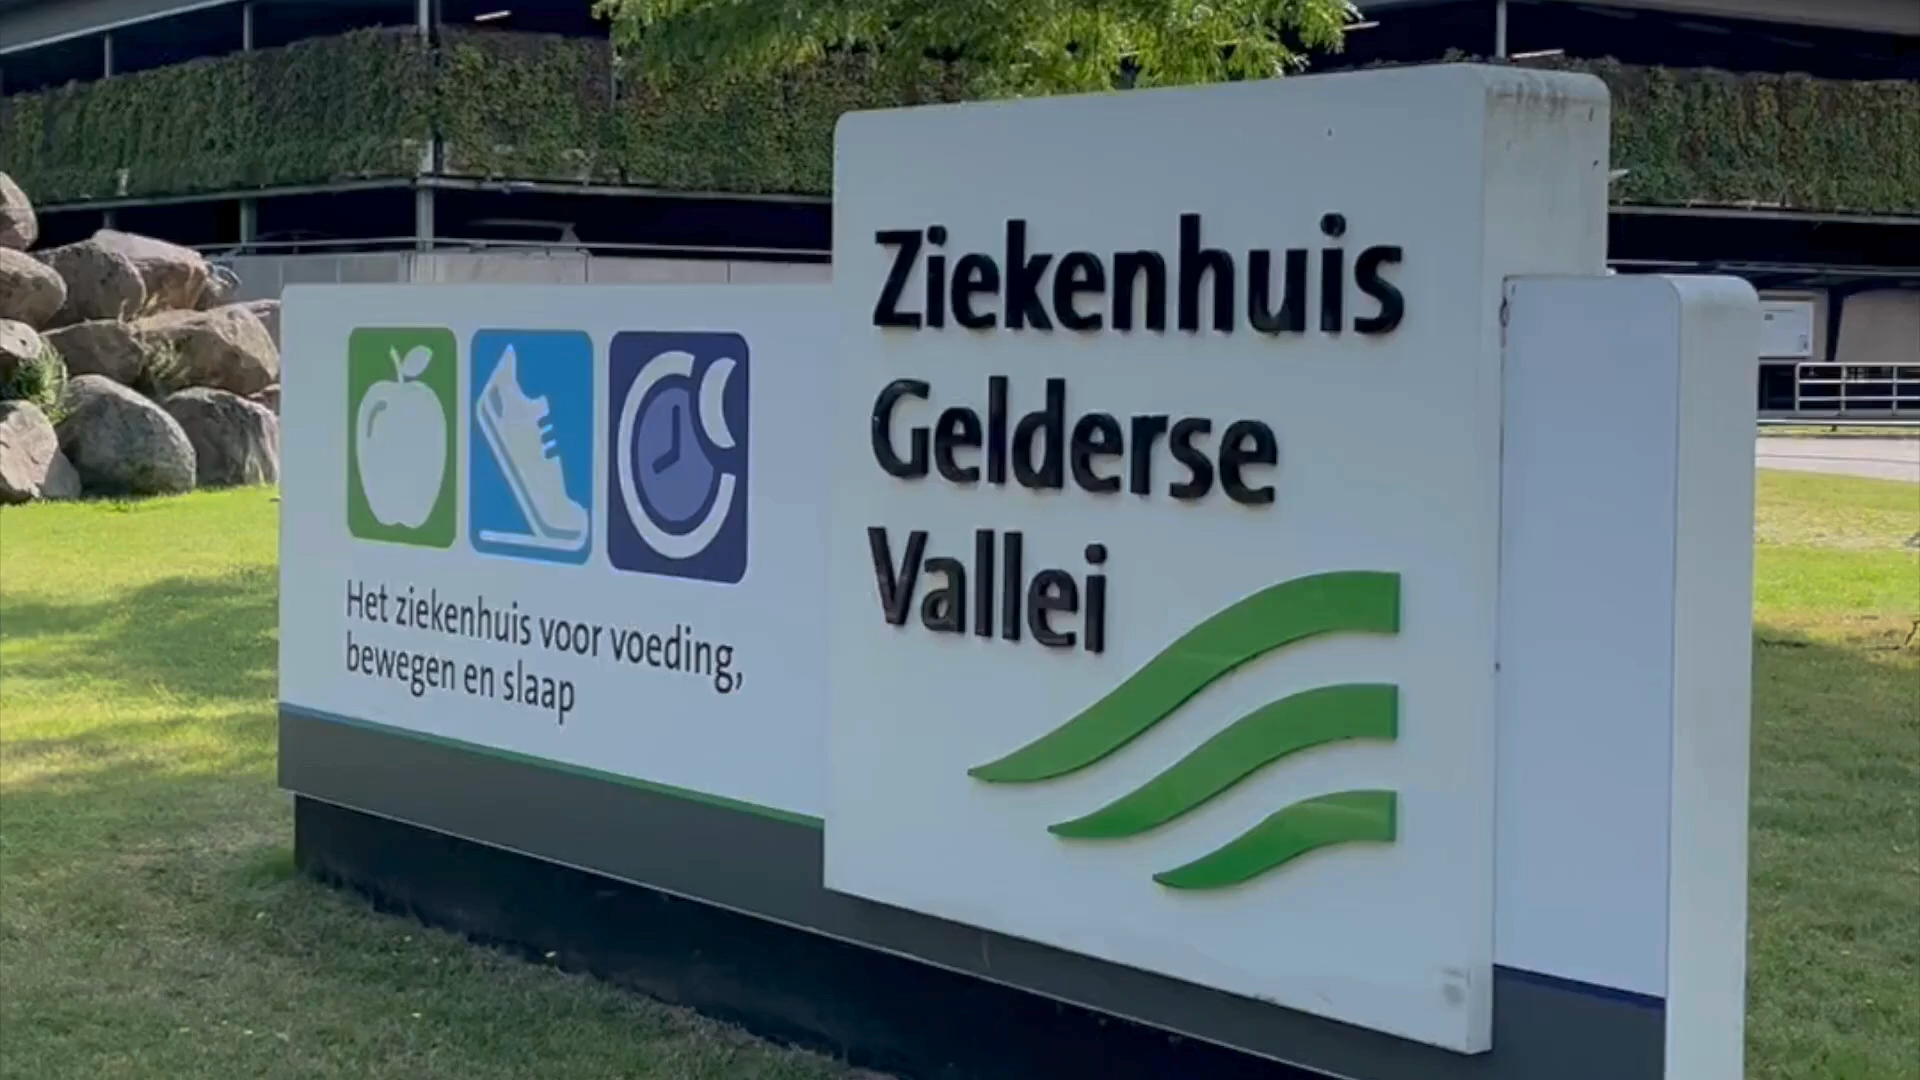 Ziekenhuis
Gelderse
Vallei
Het ziekenhuis voor voeding,
bewegen en slaap